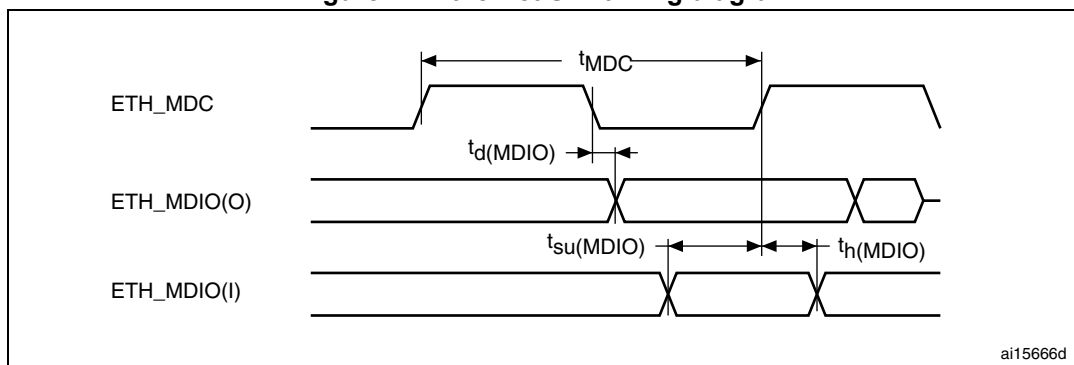 tMDC
ETH_MDC
td(MDIO)
ETH_MDIO(O)
tsu(MDIO)
th(MDIO)
ETH_MDIO(I)
ai15666d